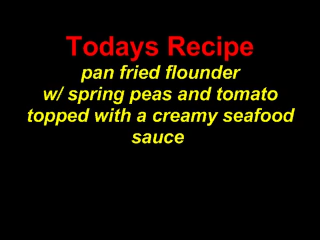 Todays Recipe
pan fried flounder
w/ spring peas and tomato
topped with a creamy seafood
sauce